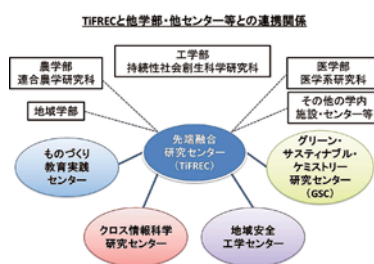 TiFRECと他学部・他センター等との連携関係
農学部
連合農学研究科
工学部
持続性社会創生科学研究科
医学部
医学系研究科
地域学部
その他の学内
施設・センター等
先端融合
研究センター
(TiFREC)
ものづくり
教育実践
センター
グリーン・
サスティナブル・
ケミストリー
研究センター
(GSC)
クロス情報科学
研究センター
地域安全
工学センター